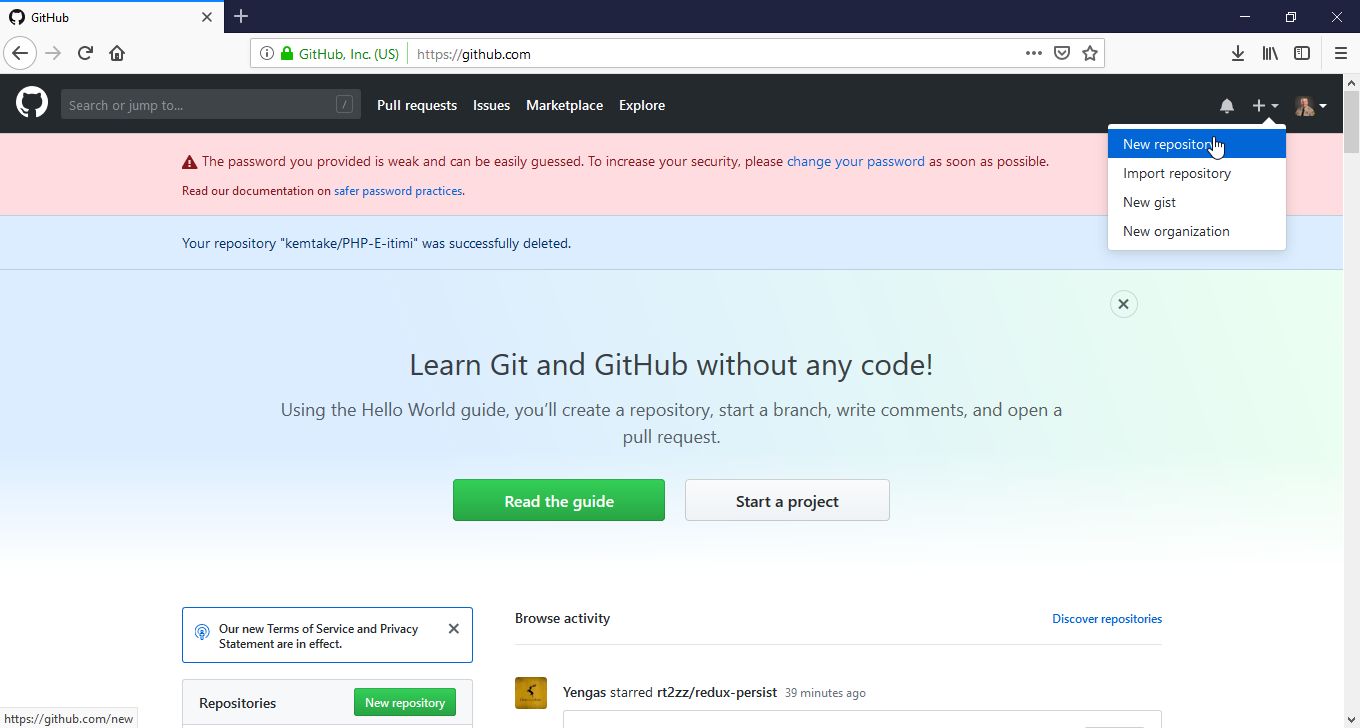 GitHub
GitHub, Inc. (US)
https://github.com
Search or jump to...
/
Pull requests
Issues
Marketplace
Explore
New repository
Import repository
New gist
New organization
The password you provided is weak and can be easily guessed. To increase your security, please change your password as soon as possible.
Read our documentation on safer password practices.
Your repository "kemtake/PHP-E-itimi" was successfully deleted.
Learn Git and GitHub without any code!
Using the Hello World guide, you’ll create a repository, start a branch, write comments, and open a
pull request.
Read the guide
Start a project
Our new Terms of Service and Privacy
Statement are in effect.
Browse activity
Discover repositories
Repositories
New repository
Yengas starred rt2zz/redux-persist 39 minutes ago
https://github.com/new